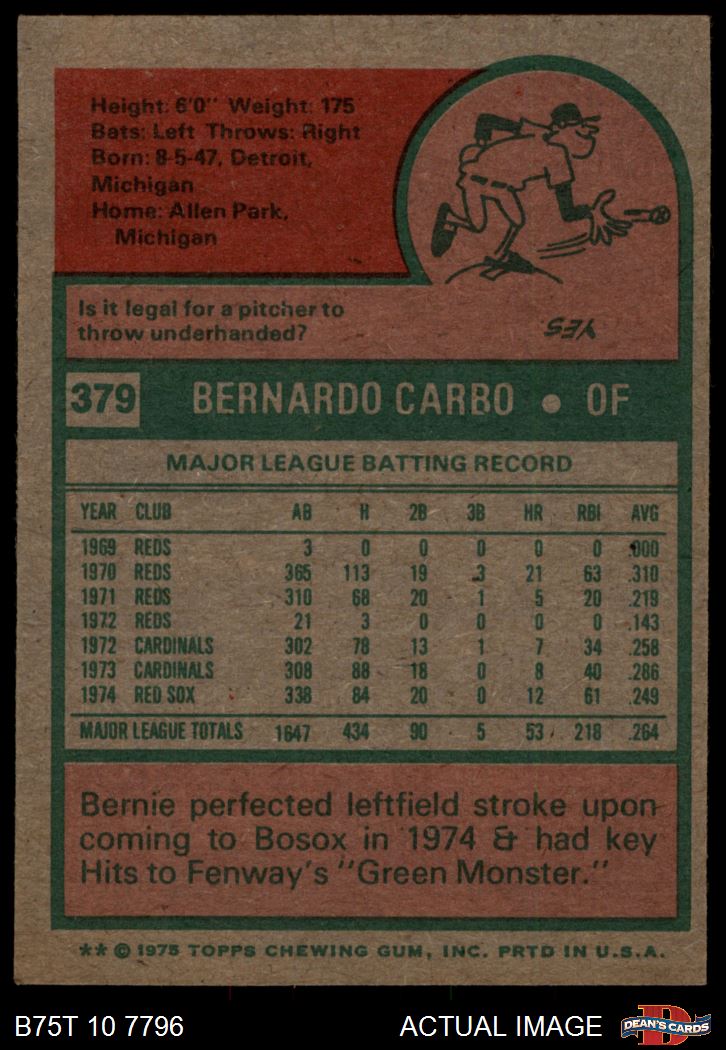 Height: 6'0" Weight: 175
Bats: Left Throws: Right
Born: 8-5-47, Detroit,
Michigan
Home: Allen Park,
Michigan
Is it legal for a pitcher to
throw underhanded?
YES
379 BERNARDO CARBO • OF
MAJOR LEAGUE BATTING RECORD
YEAR CLUB AB H 2B 3B HR RBI AVG
1969 REDS 3 0 0 0 0 0 .000
1970 REDS 365 113 19 3 21 63 .310
1971 REDS 310 68 20 1 5 20 .219
1972 REDS 21 3 0 0 0 0 .143
1972 CARDINALS 302 78 13 1 7 34 .258
1973 CARDINALS 308 88 18 0 8 40 .286
1974 RED SOX 338 84 20 0 12 61 .249
MAJOR LEAGUE TOTALS 1647 434 90 5 53 218 .264
Bernie perfected leftfield stroke upon
coming to Bosox in 1974 & had key
Hits to Fenway's "Green Monster."
** © 1975 TOPPS CHEWING GUM, INC. PRTD IN U.S.A.
B75T 10 7796 ACTUAL IMAGE D DEAN'S CARDS